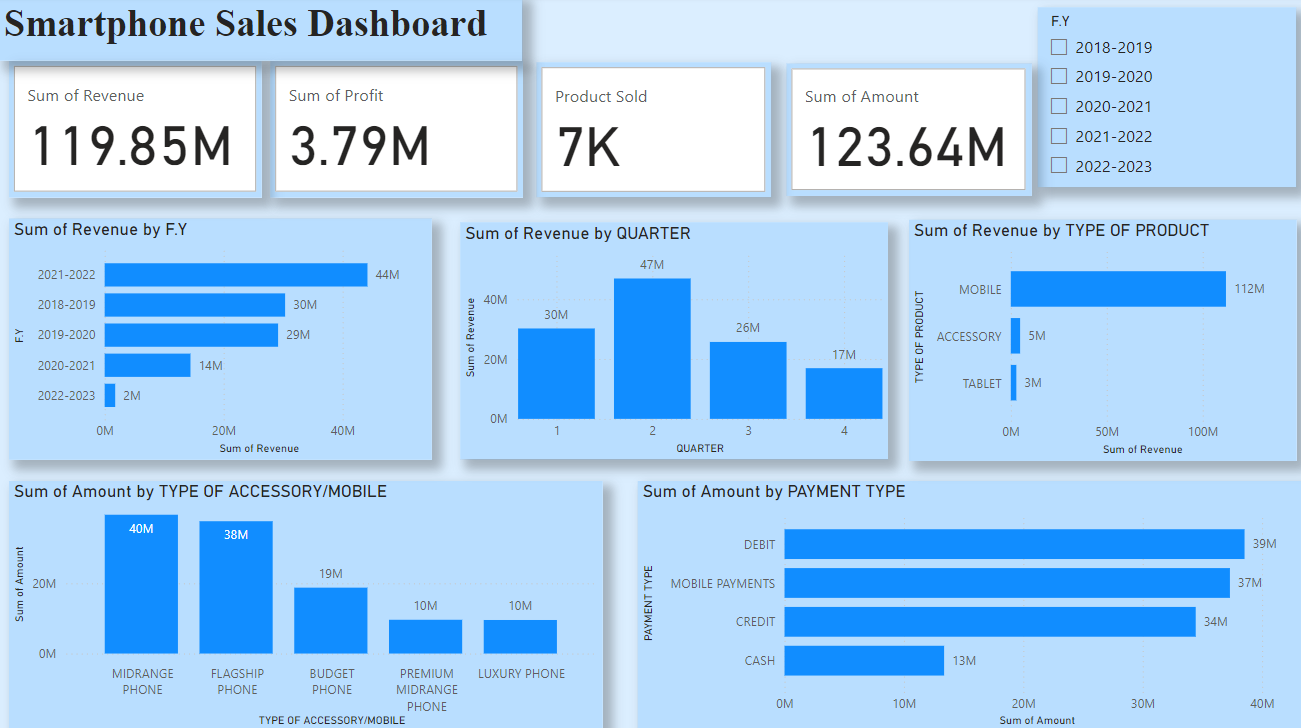 Smartphone Sales Dashboard
F.Y
2018-2019
2019-2020
2020-2021
2021-2022
2022-2023
Sum of Revenue
119.85M
Sum of Profit
3.79M
Product Sold
7K
Sum of Amount
123.64M
Sum of Revenue by F.Y
F.Y
2021-2022 44M
2018-2019 30M
2019-2020 29M
2020-2021 14M
2022-2023 2M
0M 20M 40M
Sum of Revenue
Sum of Revenue by QUARTER
Sum of Revenue
40M
20M
0M
30M 47M 26M 17M
1 2 3 4
QUARTER
Sum of Revenue by TYPE OF PRODUCT
TYPE OF PRODUCT
MOBILE 112M
ACCESSORY 5M
TABLET 3M
0M 50M 100M
Sum of Revenue
Sum of Amount by TYPE OF ACCESSORY/MOBILE
Sum of Amount
20M
0M
40M 38M 19M 10M 10M
MIDRANGE FLAGSHIP BUDGET PREMIUM LUXURY PHONE
PHONE PHONE PHONE MIDRANGE
PHONE
TYPE OF ACCESSORY/MOBILE
Sum of Amount by PAYMENT TYPE
PAYMENT TYPE
DEBIT 39M
MOBILE PAYMENTS 37M
CREDIT 34M
CASH 13M
0M 10M 20M 30M 40M
Sum of Amount